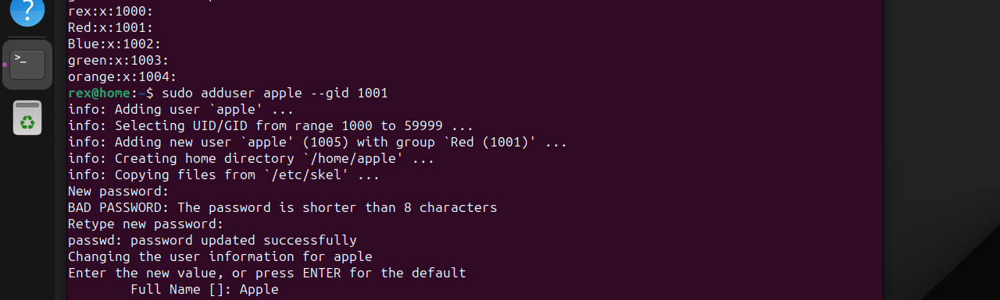 rex:x:1000:
Red:x:1001:
Blue:x:1002:
green:x:1003:
orange:x:1004:
rex@home:~$ sudo adduser apple --gid 1001
info: Adding user `apple' ...
info: Selecting UID/GID from range 1000 to 59999 ...
info: Adding new user `apple' (1005) with group `Red (1001)' ...
info: Creating home directory `/home/apple' ...
info: Copying files from `/etc/skel' ...
New password:
BAD PASSWORD: The password is shorter than 8 characters
Retype new password:
passwd: password updated successfully
Changing the user information for apple
Enter the new value, or press ENTER for the default
        Full Name []: Apple